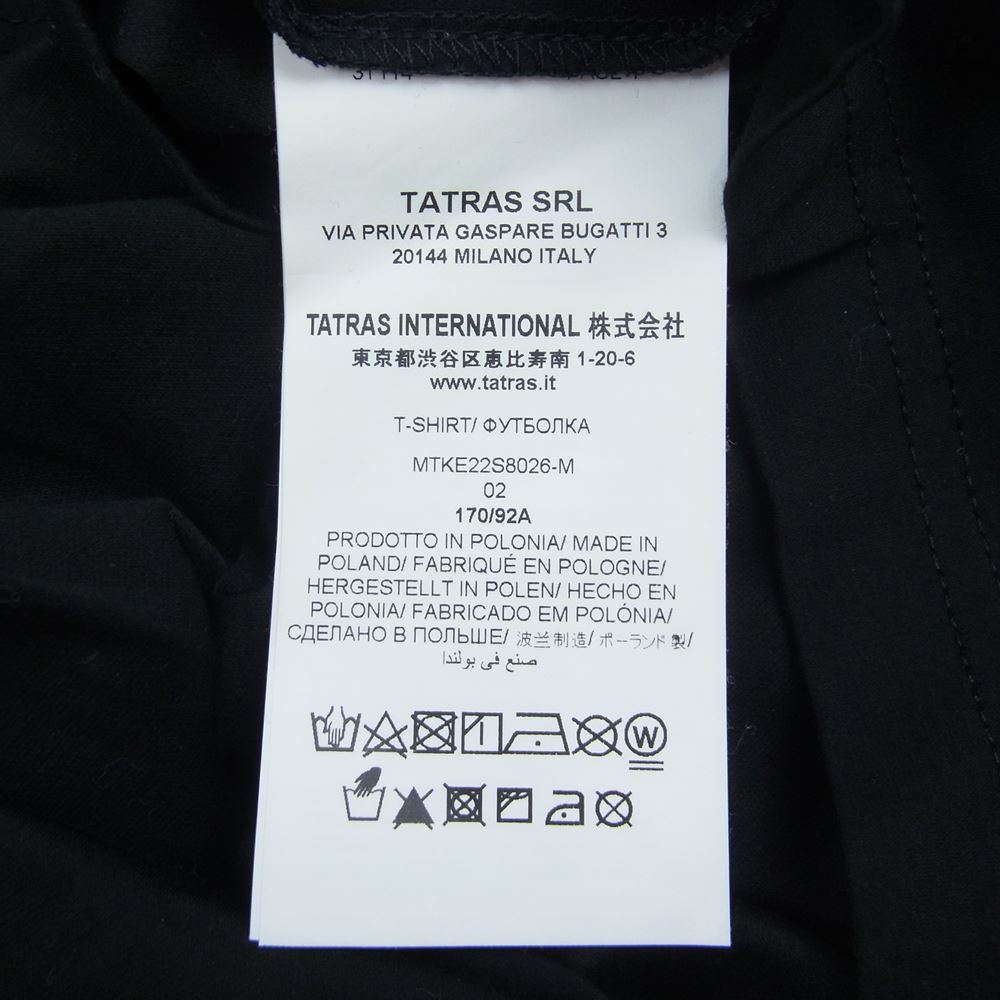 TATRAS SRL
VIA PRIVATA GASPARE BUGATTI 3
20144 MILANO ITALY
TATRAS INTERNATIONAL 株式会社
東京都渋谷区恵比寿南 1-20-6
www.tatras.it
T-SHIRT/ ФУТБОЛКА
MTKE22S8026-M
02
170/92A
PRODOTTO IN POLONIA/ MADE IN
POLAND/ FABRIQUÉ EN POLOGNE/
HERGESTELLT IN POLEN/ HECHO EN
POLONIA/ FABRICADO EM POLÓNIA/
СДЕЛАНО В ПОЛЬШЕ/ 波兰制造/ ポーランド製/
صنع في بولندا
W